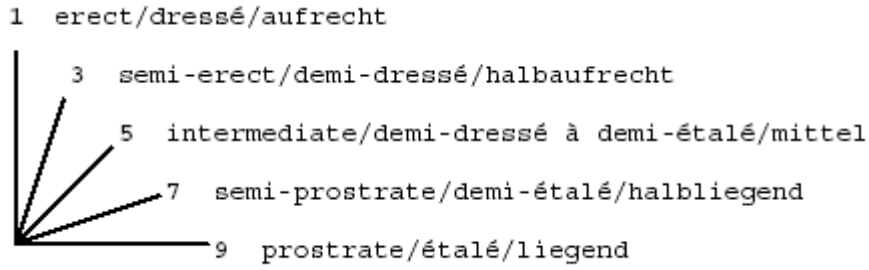 1 erect/dressé/aufrecht
3 semi-erect/demi-dressé/halbaufrecht
5 intermediate/demi-dressé à demi-étalé/mittel
7 semi-prostrate/demi-étalé/halbliegend
9 prostrate/étalé/liegend